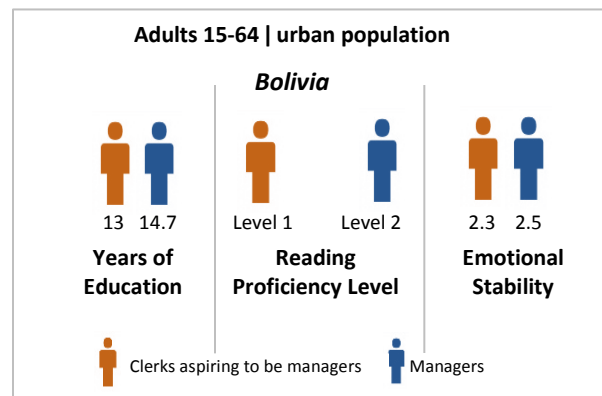 Adults 15-64 | urban population
Bolivia
13 14.7
Years of
Education
Level 1 Level 2
Reading
Proficiency Level
2.3 2.5
Emotional
Stability
Clerks aspiring to be managers
Managers